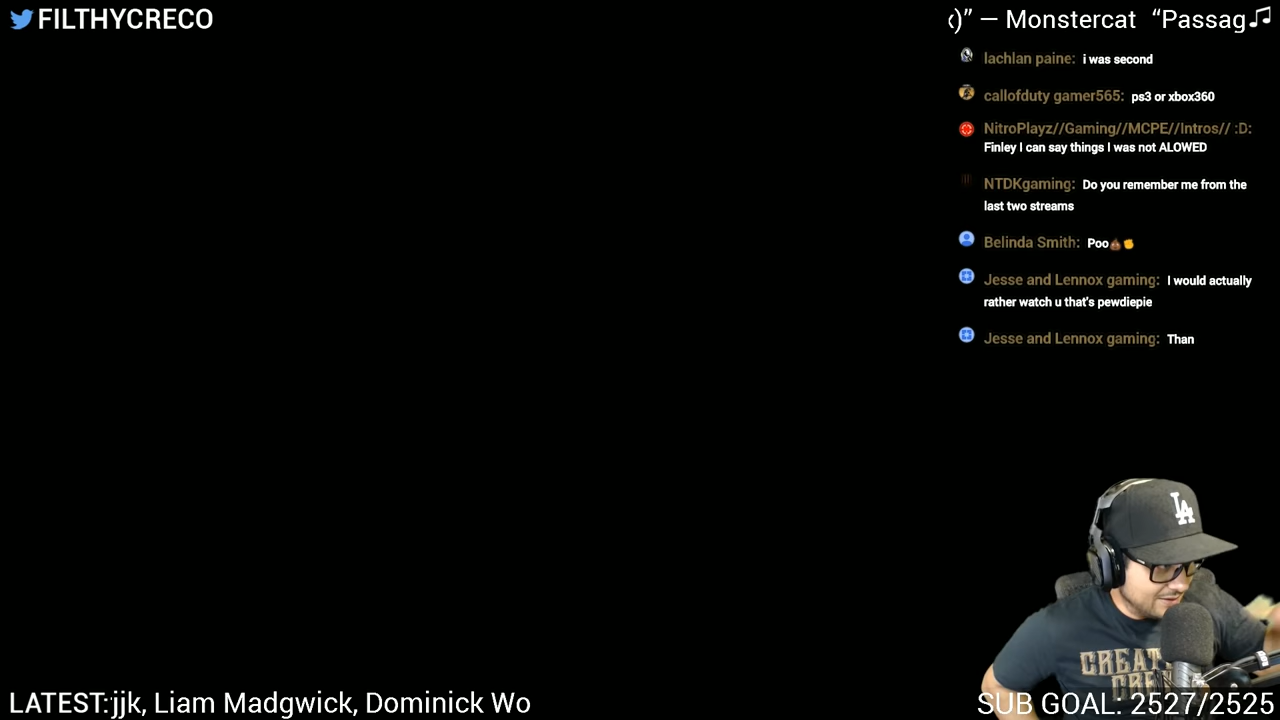 FILTHYCRECO
)” — Monstercat “Passag
lachlan paine: i was second
callofduty gamer565: ps3 or xbox360
NitroPlayz//Gaming//MCPE//Intros// :D:
Finley I can say things I was not ALOWED
NTDKgaming: Do you remember me from the
last two streams
Belinda Smith: Poo💩✊
Jesse and Lennox gaming: I would actually
rather watch u that's pewdiepie
Jesse and Lennox gaming: Than
LA
LATEST:jjk, Liam Madgwick, Dominick Wo
SUB GOAL: 2527/2525